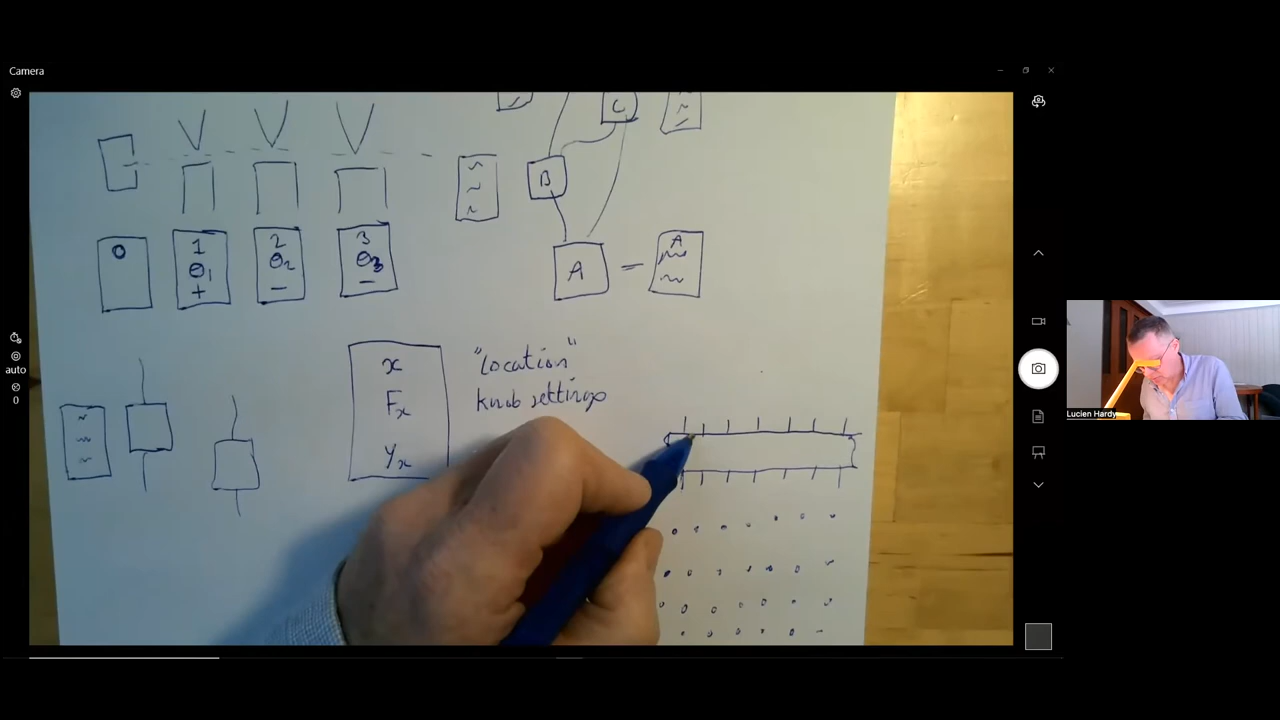 Camera
C
B
A
A
0
1
θ₁
+
2
θ₂
−
3
θ₃
−
x
Fₓ
Yₓ
"location"
knob settings
auto
0
Lucien Hardy